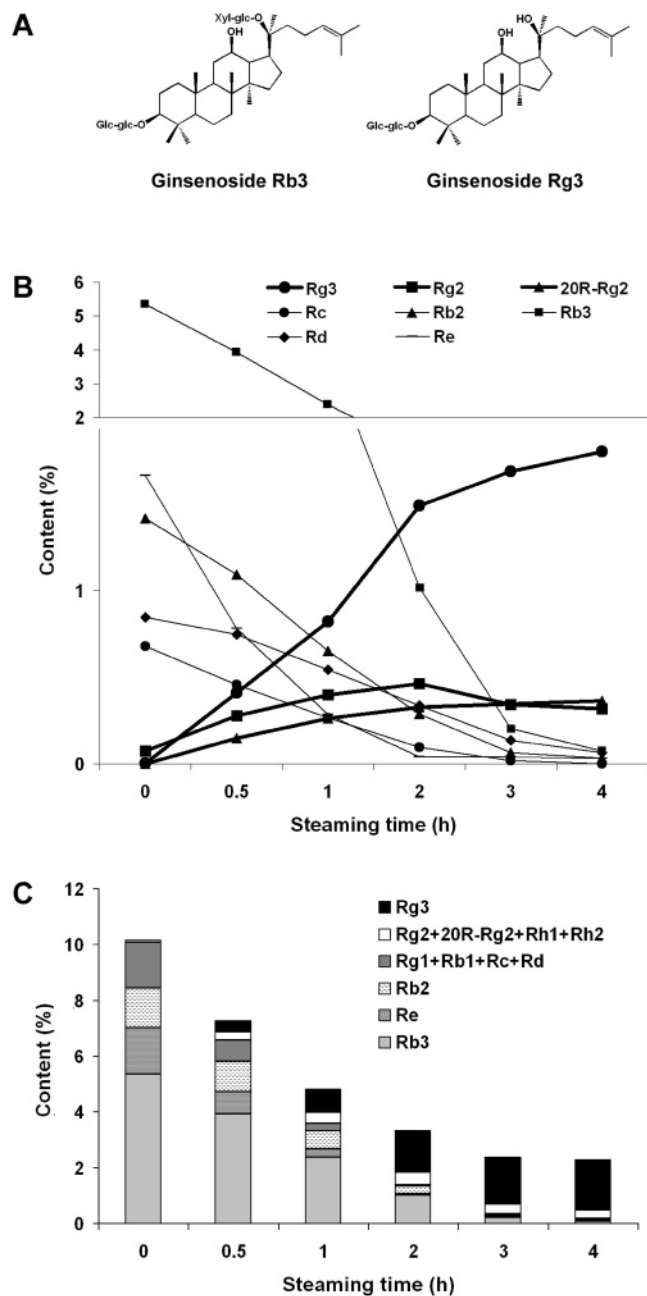 A
Xyl-glc-O
OH
Glc-glc-O
Ginsenoside Rb3
HO
OH
Glc-glc-O
Ginsenoside Rg3
B
Rg3 Rg2 20R-Rg2
Rc Rb2 Rb3
Rd Re
6
5
4
3
2
1
0
Content (%)
0 0.5 1 2 3 4
Steaming time (h)
C
Rg3
Rg2+20R-Rg2+Rh1+Rh2
Rg1+Rb1+Rc+Rd
Rb2
Re
Rb3
12
10
8
6
4
2
0
Content (%)
0 0.5 1 2 3 4
Steaming time (h)